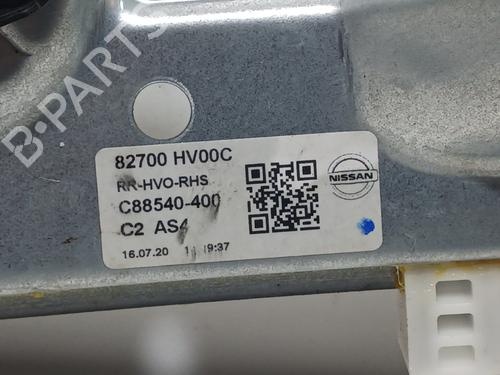 B-PARTS
82700 HV00C
RR-HVO-RHS
C88540-400
C2 AS4
NISSAN
16.07.20